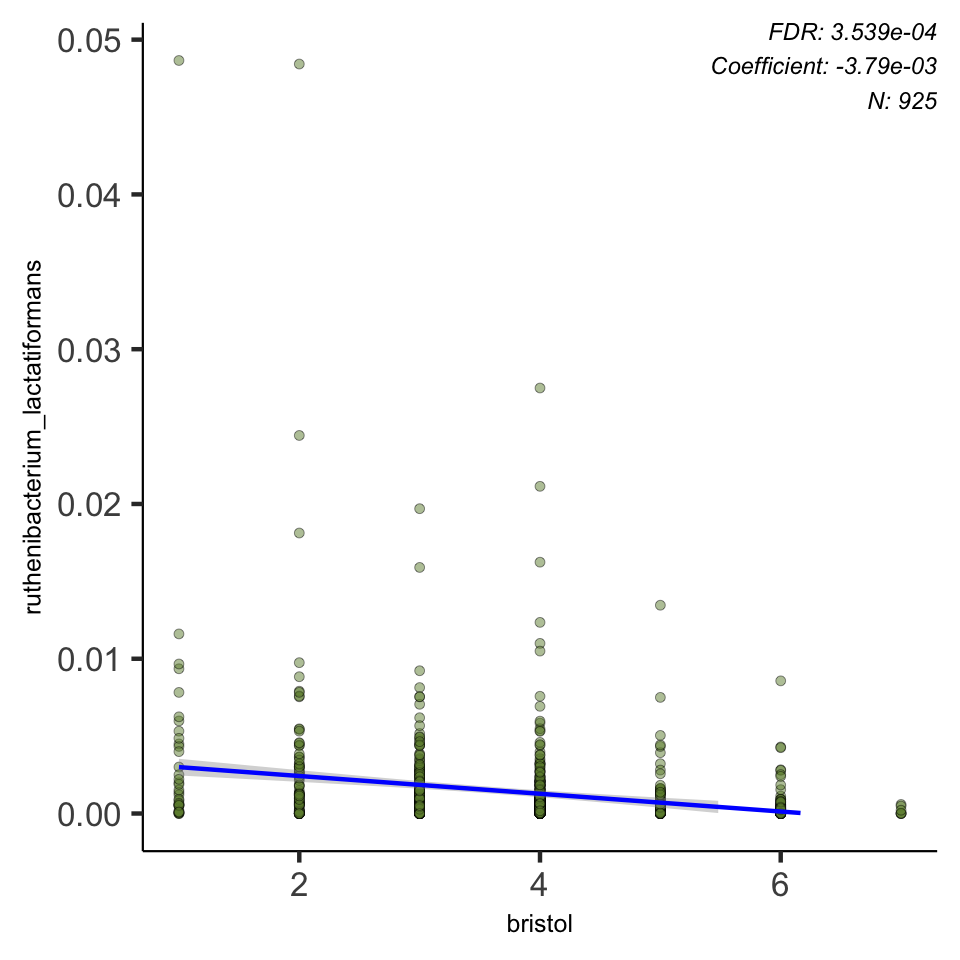 FDR: 3.539e-04
Coefficient: -3.79e-03
N: 925
ruthenibacterium_lactatiformans
0.05
0.04
0.03
0.02
0.01
0.00
2 4 6
bristol